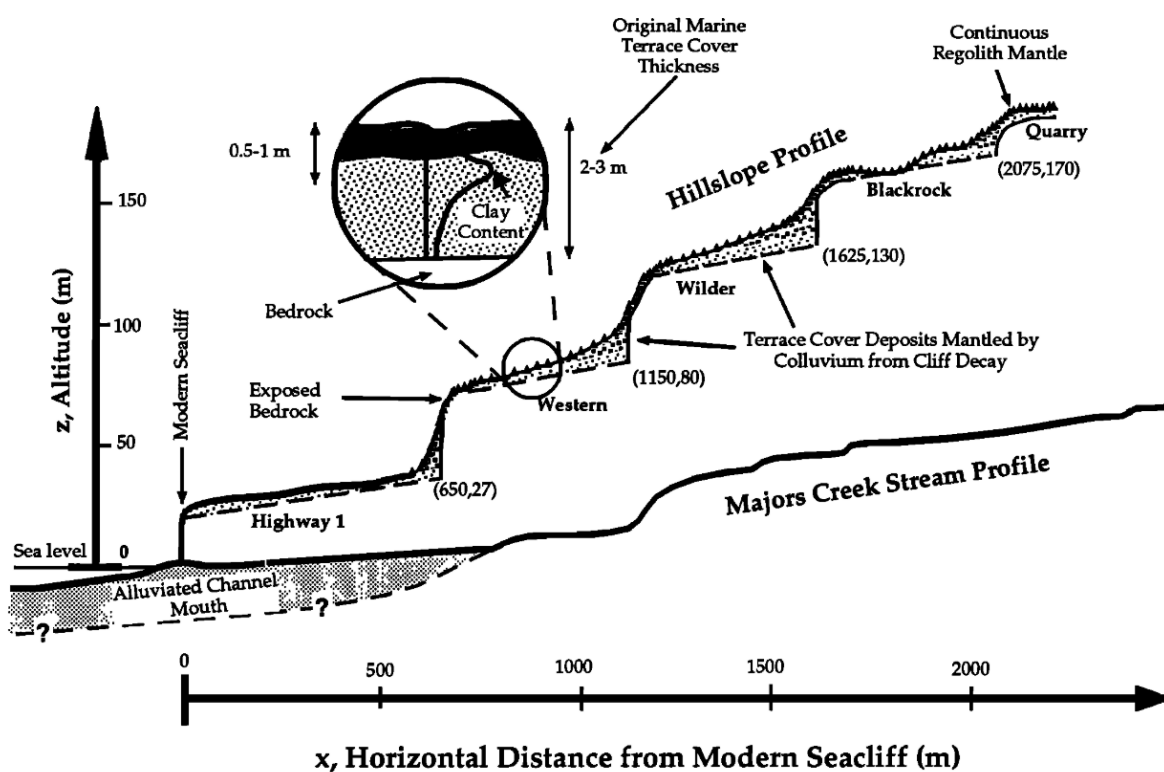 Original Marine
Terrace Cover
Thickness
Continuous
Regolith Mantle
0.5-1 m
2-3 m
Clay
Content
Bedrock
Hillslope Profile
Quarry
(2075,170)
Blackrock
(1625,130)
Wilder
Terrace Cover Deposits Mantled by
Colluvium from Cliff Decay
(1150,80)
Western
Exposed
Bedrock
(650,27)
Highway 1
Modern Seacliff
z, Altitude (m)
150
100
50
0
Sea level
Majors Creek Stream Profile
Alluviated Channel
Mouth
?
?
0
500
1000
1500
2000
x, Horizontal Distance from Modern Seacliff (m)